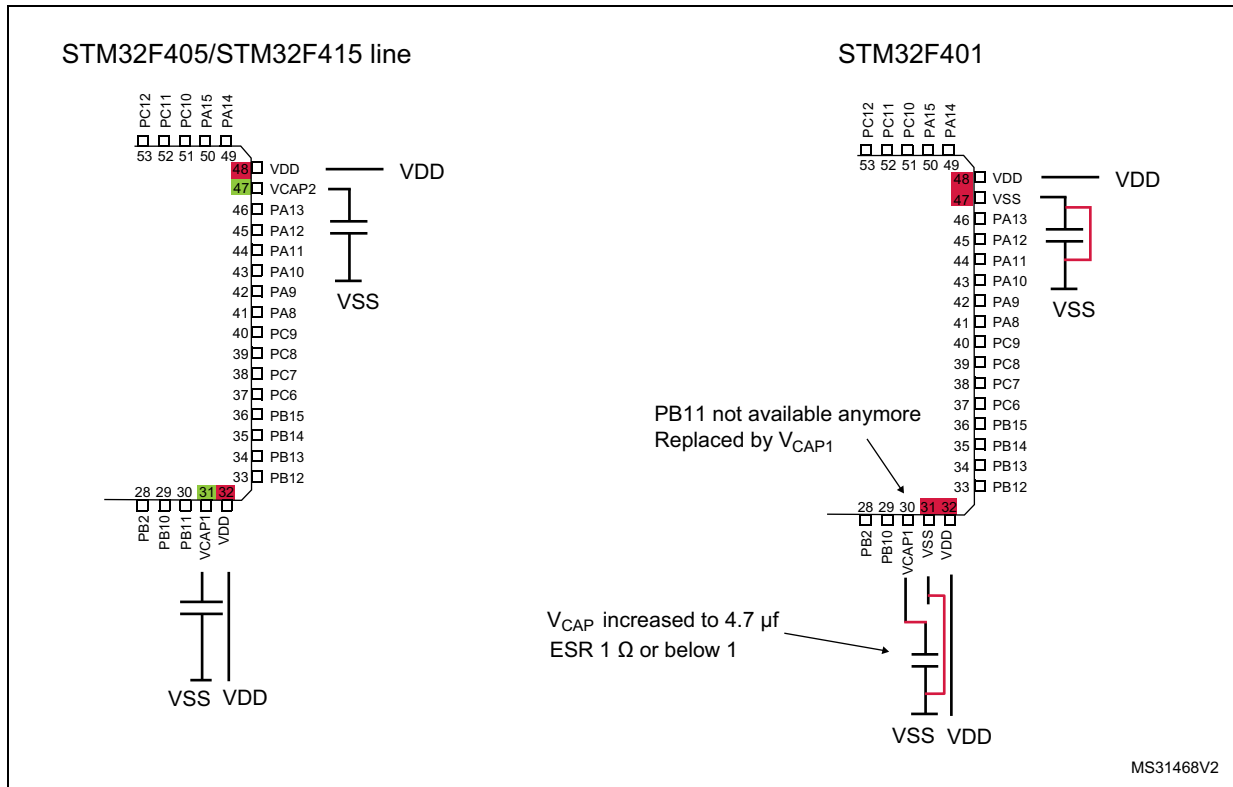 STM32F405/STM32F415 line
PC12
PC11
PC10
PA15
PA14
53 52 51 50 49
48 VDD
VDD
47 VCAP2
46 PA13
45 PA12
44 PA11
43 PA10
42 PA9
41 PA8
40 PC9
39 PC8
38 PC7
37 PC6
36 PB15
35 PB14
34 PB13
33 PB12
VSS
28 29 30 31 32
PB2
PB10
PB11
VCAP1
VDD
VSS VDD
STM32F401
PC12
PC11
PC10
PA15
PA14
53 52 51 50 49
48 VDD
VDD
47 VSS
46 PA13
45 PA12
44 PA11
43 PA10
42 PA9
41 PA8
40 PC9
39 PC8
38 PC7
37 PC6
36 PB15
35 PB14
34 PB13
33 PB12
VSS
PB11 not available anymore
Replaced by VCAP1
28 29 30 31 32
PB2
PB10
VCAP1
VSS
VDD
VCAP increased to 4.7 µf
ESR 1 Ω or below 1
VSS VDD
MS31468V2